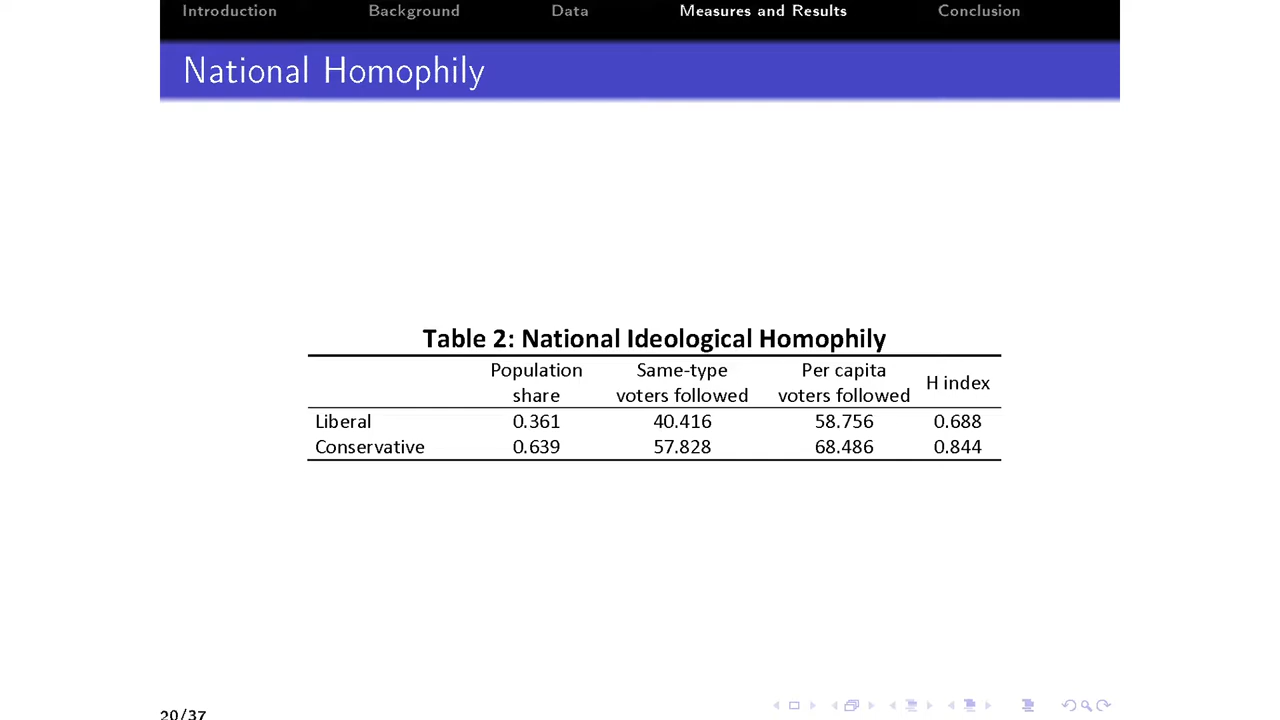 Introduction Background Data Measures and Results Conclusion
National Homophily
Table 2: National Ideological Homophily
Population Same-type Per capita H index
share voters followed voters followed
Liberal 0.361 40.416 58.756 0.688
Conservative 0.639 57.828 68.486 0.844
20/37